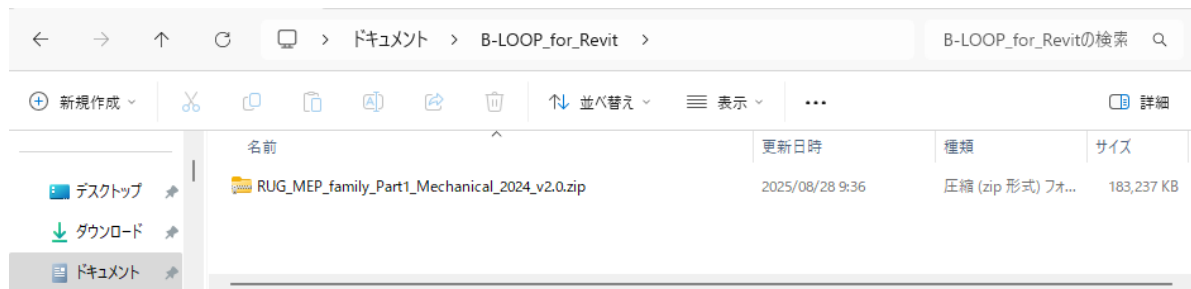 ドキュメント > B-LOOP_for_Revit >
B-LOOP_for_Revitの検索
新規作成
並べ替え
表示
詳細
名前 更新日時 種類 サイズ
デスクトップ
ダウンロード
ドキュメント
RUG_MEP_family_Part1_Mechanical_2024_v2.0.zip 2025/08/28 9:36 圧縮 (zip 形式) フォ... 183,237 KB